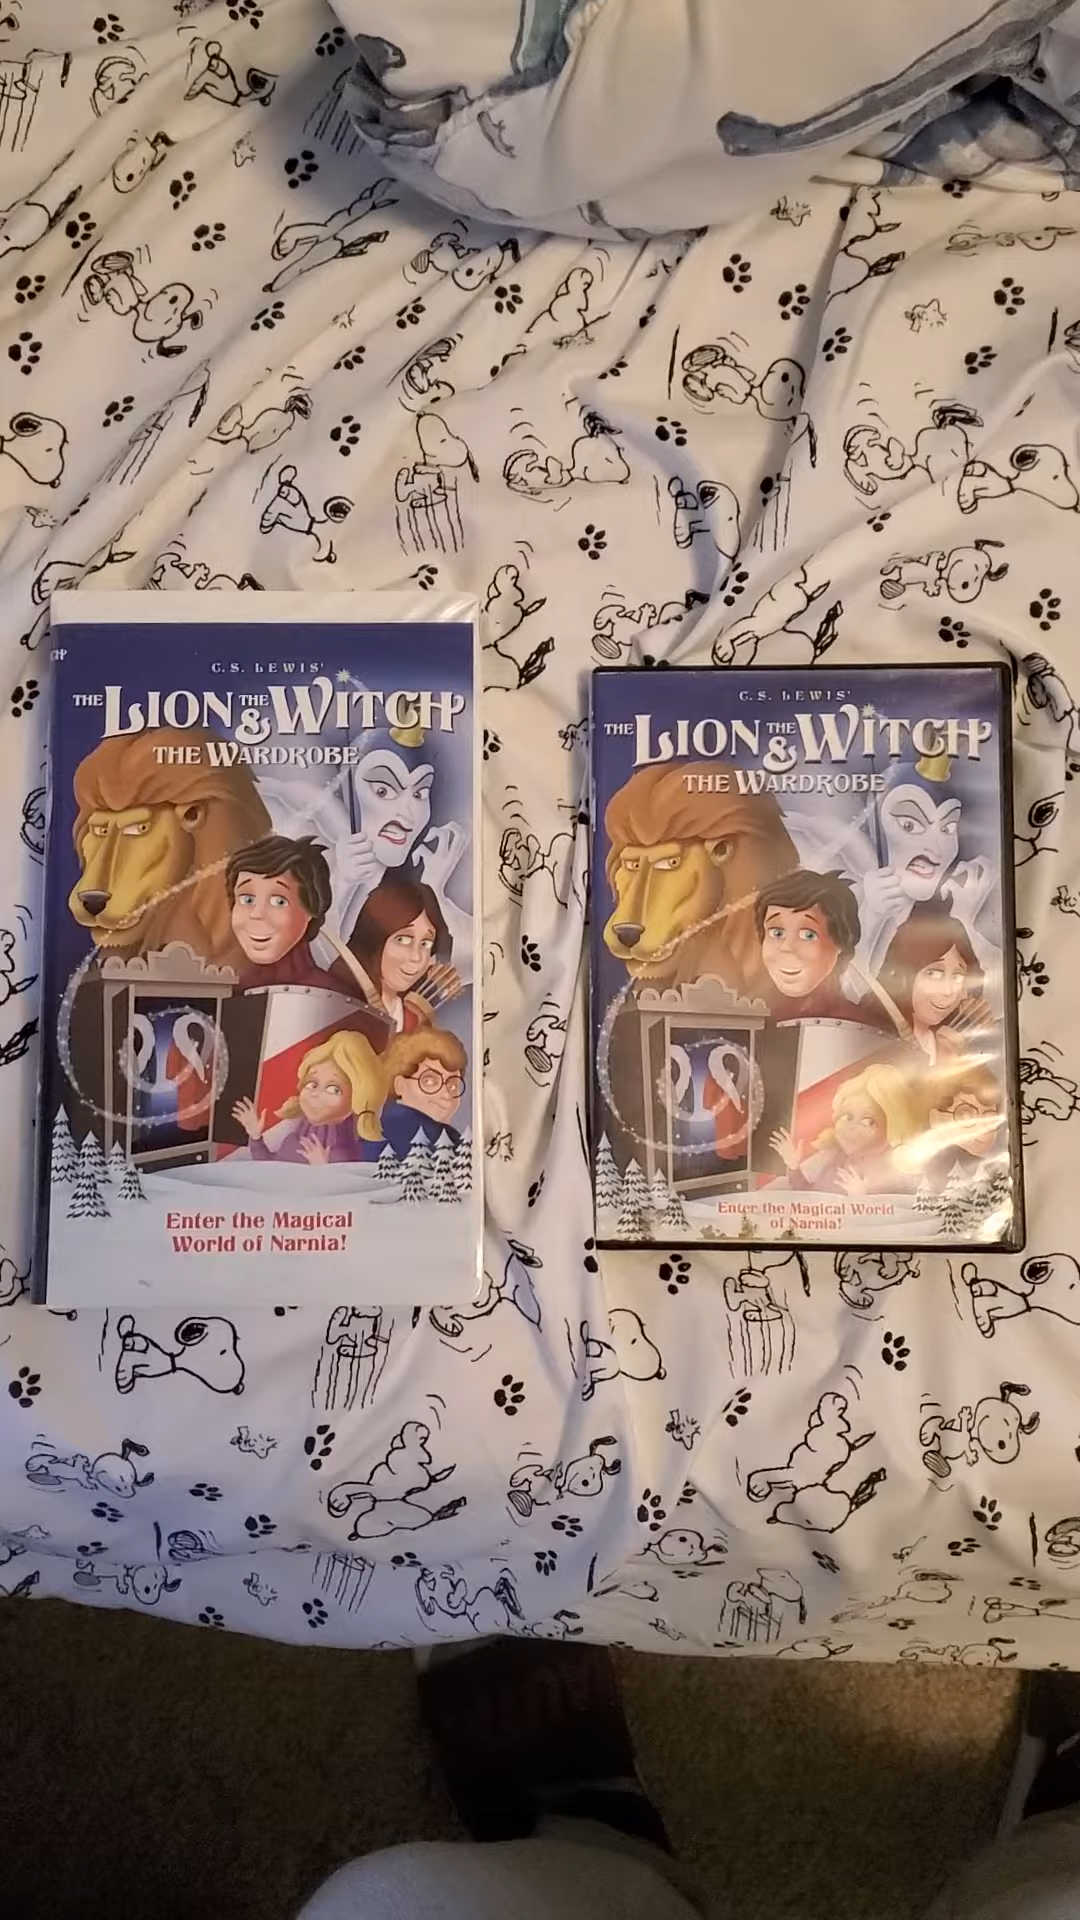 CH
C.S. LEWIS'
THE LION THE & WITCH
THE WARDROBE
Enter the Magical
World of Narnia!
C.S. LEWIS'
THE LION THE & WITCH
THE WARDROBE
Enter the Magical World
of Narnia!